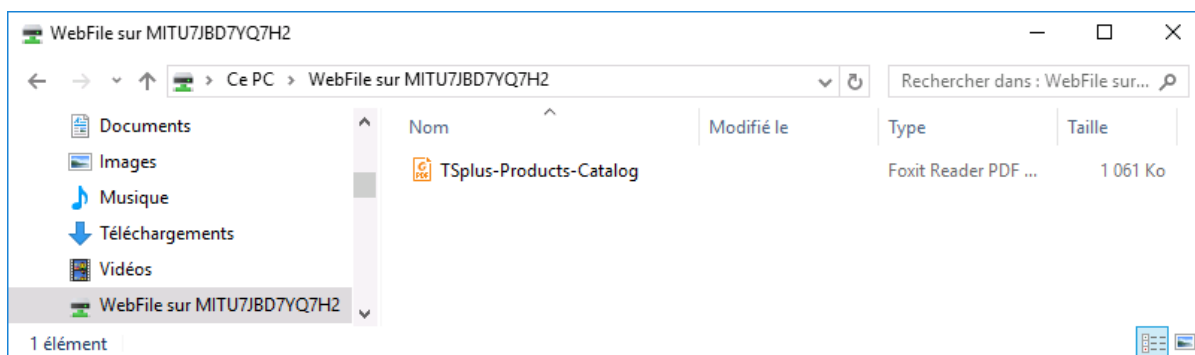 WebFile sur MITU7JBD7YQ7H2
Ce PC > WebFile sur MITU7JBD7YQ7H2
Rechercher dans : WebFile sur...
Documents
Images
Musique
Téléchargements
Vidéos
WebFile sur MITU7JBD7YQ7H2
Nom Modifié le Type Taille
TSplus-Products-Catalog Foxit Reader PDF ... 1 061 Ko
1 élément